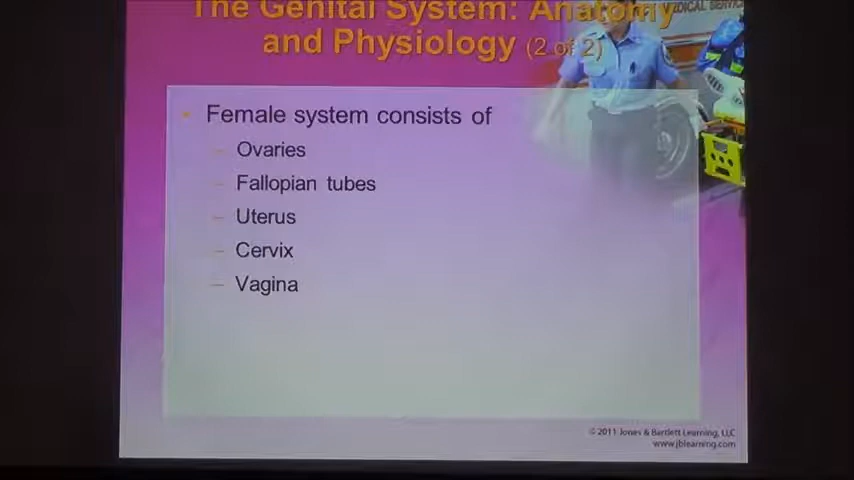 The Genital System: Anatomy
and Physiology (2 of 2)
• Female system consists of
– Ovaries
– Fallopian tubes
– Uterus
– Cervix
– Vagina
© 2011 Jones & Bartlett Learning, LLC
www.jblearning.com